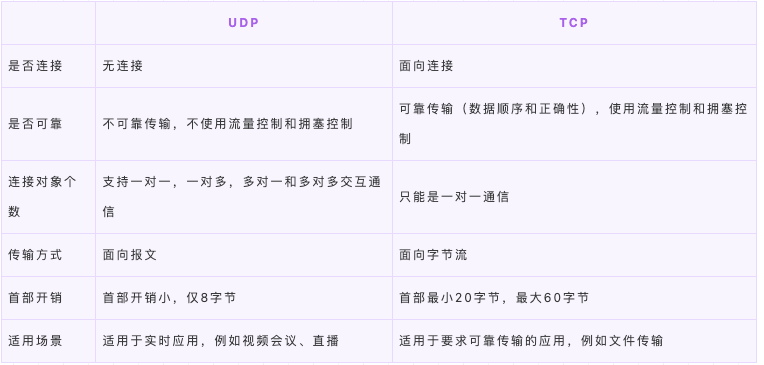 UDP TCP
是否连接 无连接 面向连接
是否可靠 不可靠传输，不使用流量控制和拥塞控制 可靠传输（数据顺序和正确性），使用流量控制和拥塞控
制
连接对象个 支持一对一，一对多，多对一和多对多交互通 只能是一对一通信
数 信
传输方式 面向报文 面向字节流
首部开销 首部开销小，仅8字节 首部最小20字节，最大60字节
适用场景 适用于实时应用，例如视频会议、直播 适用于要求可靠传输的应用，例如文件传输